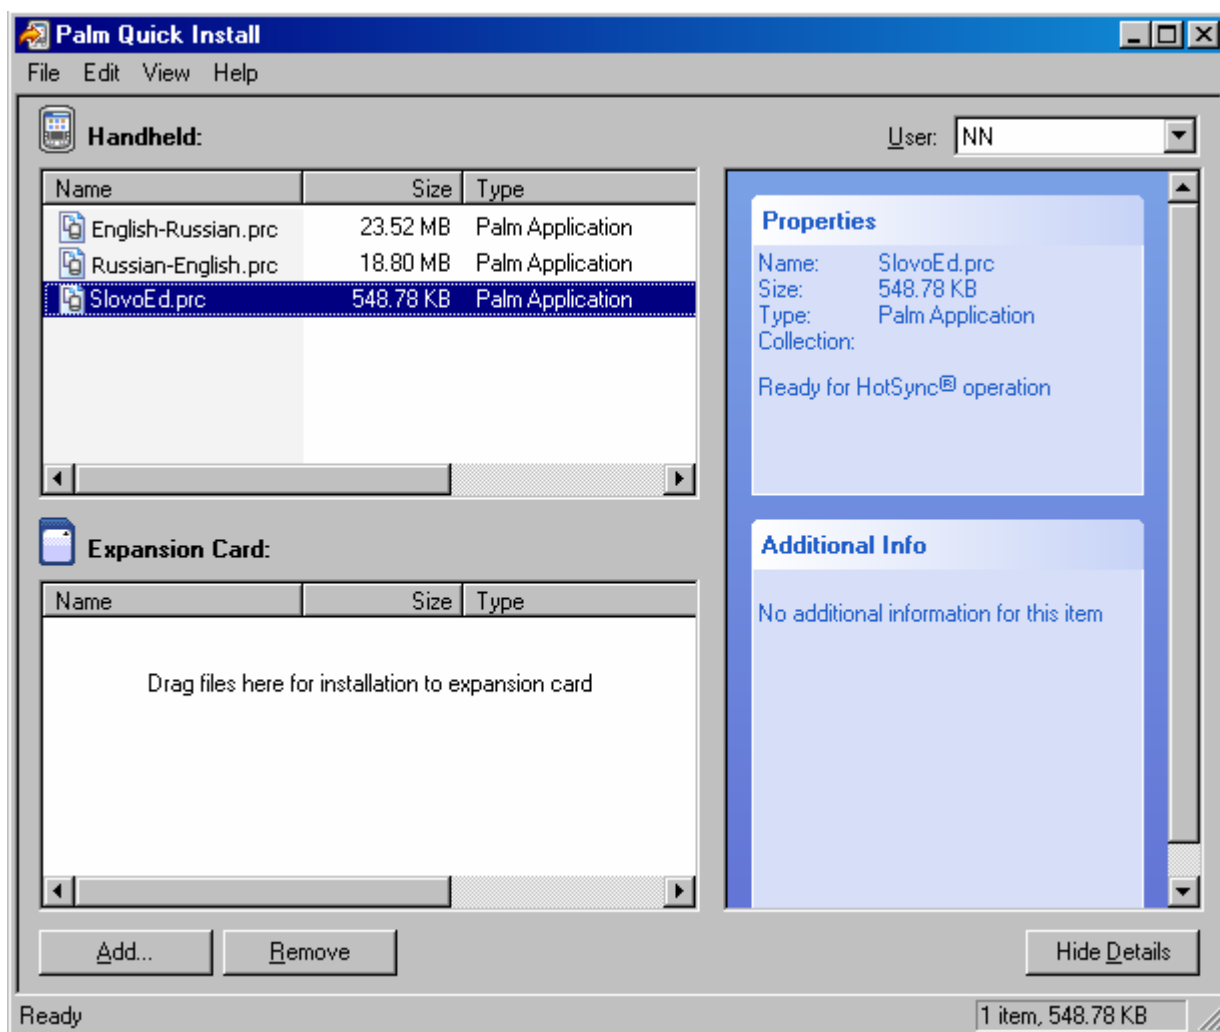 Palm Quick Install
File Edit View Help
Handheld:
User: NN
Name Size Type
English-Russian.prc 23.52 MB Palm Application
Russian-English.prc 18.80 MB Palm Application
SlovoEd.prc 548.78 KB Palm Application
Properties
Name: SlovoEd.prc
Size: 548.78 KB
Type: Palm Application
Collection:
Ready for HotSync® operation
Expansion Card:
Name Size Type
Drag files here for installation to expansion card
Additional Info
No additional information for this item
Add... Remove Hide Details
Ready 1 item, 548.78 KB